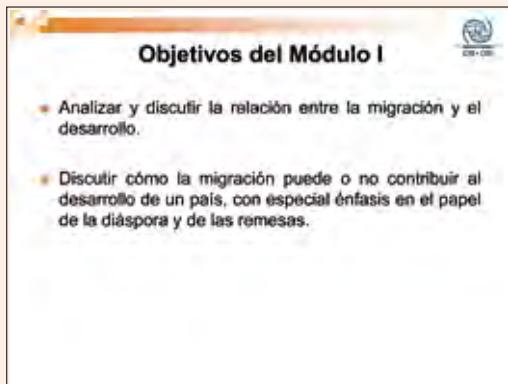 Objetivos del Módulo I
Analizar y discutir la relación entre la migración y el
desarrollo.
Discutir cómo la migración puede o no contribuir al
desarrollo de un país, con especial énfasis en el papel
de la diáspora y de las remesas.